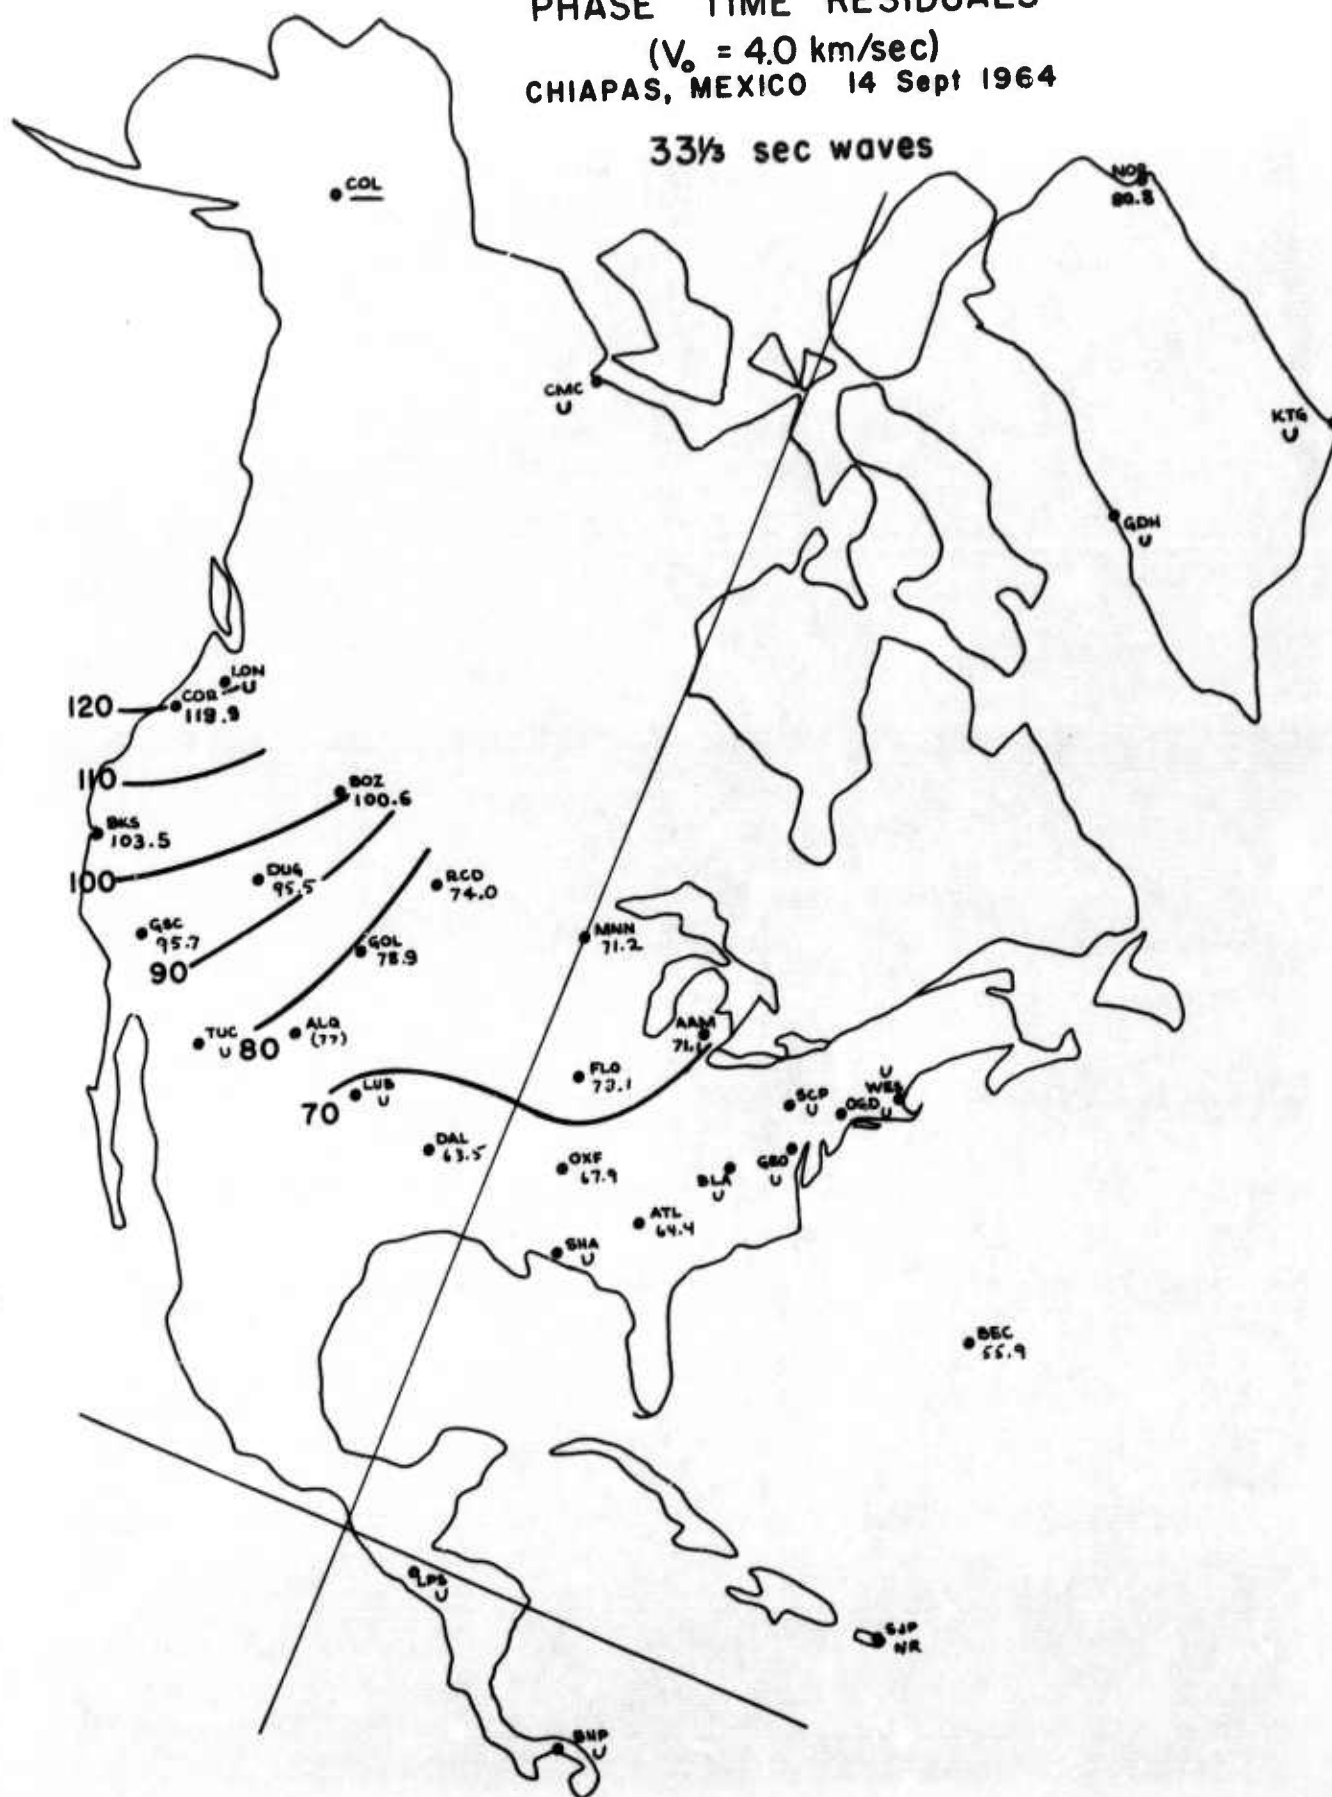 PHASE TIME RESIDUALS
(Vo = 4.0 km/sec)
CHIAPAS, MEXICO 14 Sept 1964
33⅓ sec waves
COL
NOR
80.8
CMC
U
KTG
U
GDH
U
LON
U
120
COR
119.9
110
BOZ
100.6
BKS
103.5
100
DUG
95.5
RCD
74.0
GSC
95.7
90
GOL
78.9
MNN
71.2
TUC
U
80
ALQ
(77)
AAM
71.1
FLO
73.1
70
LUB
U
SCP
U
OGD
U
WES
U
DAL
63.5
OXF
67.9
BLA
U
GEO
U
ATL
64.4
SHA
U
BEC
55.9
LPS
U
SJP
NR
BHP
U